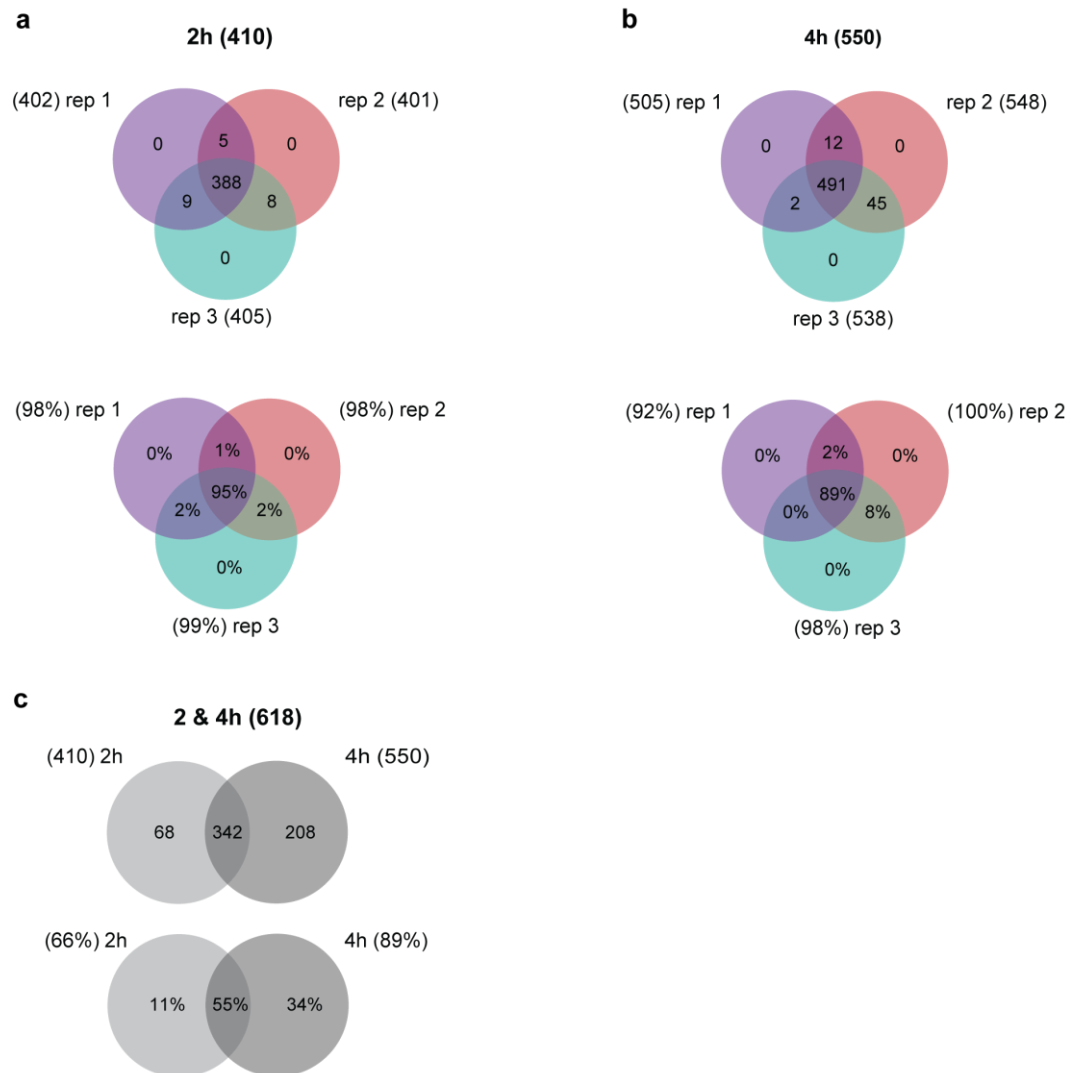 a
2h (410)
(402) rep 1
rep 2 (401)
0
5
0
388
9
8
0
rep 3 (405)
(98%) rep 1
(98%) rep 2
0%
1%
0%
95%
2%
2%
0%
(99%) rep 3
b
4h (550)
(505) rep 1
rep 2 (548)
0
12
0
491
2
45
0
rep 3 (538)
(92%) rep 1
(100%) rep 2
0%
2%
0%
89%
0%
8%
0%
(98%) rep 3
c
2 & 4h (618)
(410) 2h
4h (550)
68
342
208
(66%) 2h
4h (89%)
11%
55%
34%